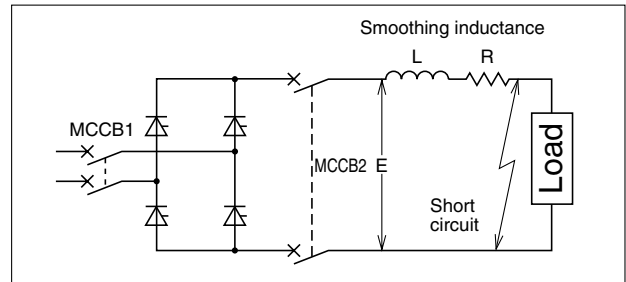 Smoothing inductance
L R
MCCB1
MCCB2 E
Load
Short
circuit